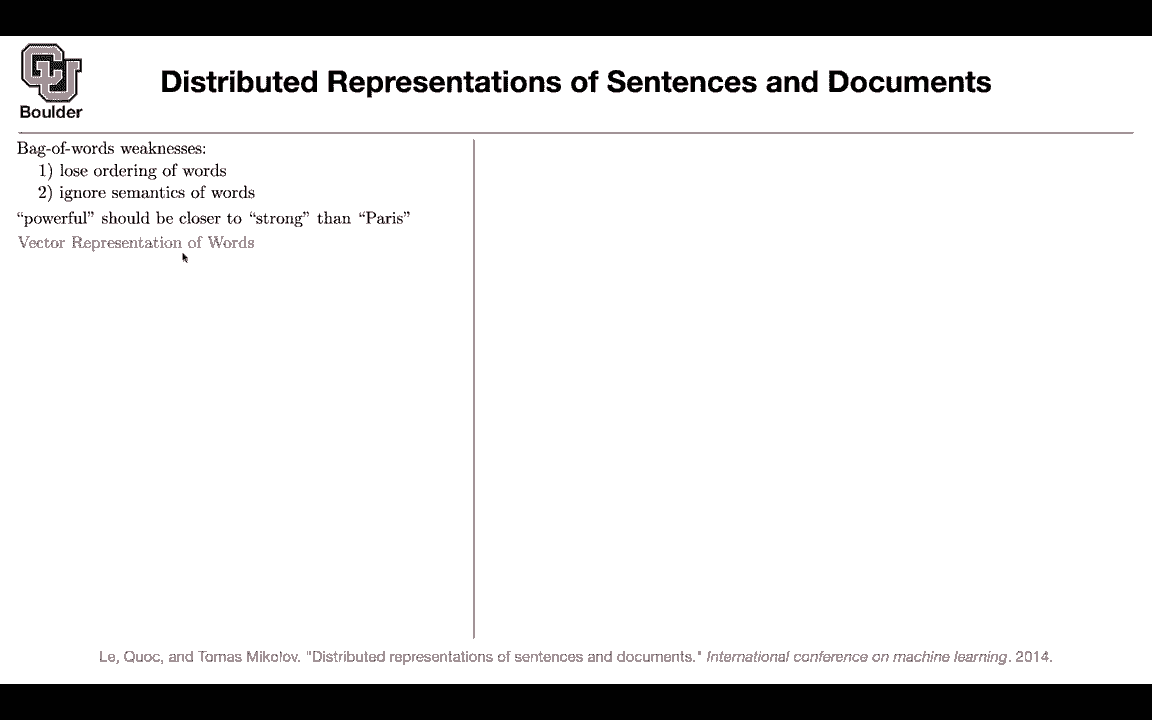 CU
Boulder
Distributed Representations of Sentences and Documents
Bag-of-words weaknesses:
1) lose ordering of words
2) ignore semantics of words
“powerful” should be closer to “strong” than “Paris”
Vector Representation of Words
Le, Quoc, and Tomas Mikolov. "Distributed representations of sentences and documents." International conference on machine learning. 2014.